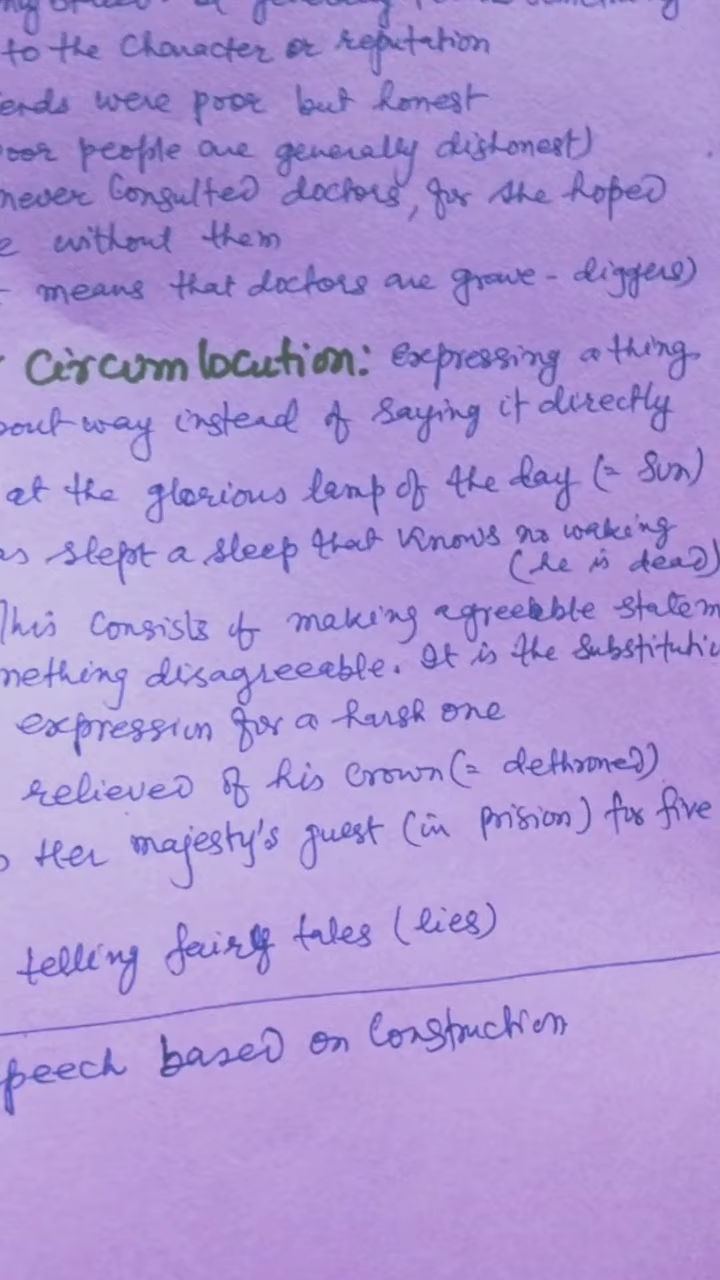 to the Character or reputation
ends were poor but honest
oor people are generally dishonest)
never Consulted doctors, for she hoped
e without them
means that doctors are grave - diggers)
Circumlocution: expressing a thing
bout way instead of saying it directly
at the glorious lamp of the day (= Sun)
as slept a sleep that knows no waking
(he is dead)
This consists of making agreeable statem
mething disagreeable. It is the Substitutio
expression for a harsh one
relieved of his crown (= dethroned)
Her majesty's guest (in prision) for five
telling fairy tales (lies)
peech based on Construction